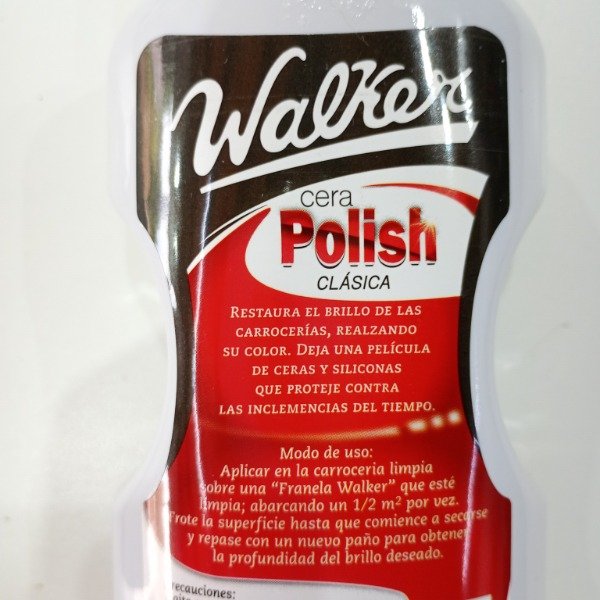 Walker
cera
Polish
CLÁSICA
RESTAURA EL BRILLO DE LAS
CARROCERÍAS, REALZANDO
SU COLOR. DEJA UNA PELÍCULA
DE CERAS Y SILICONAS
QUE PROTEJE CONTRA
LAS INCLEMENCIAS DEL TIEMPO.
Modo de uso:
Aplicar en la carroceria limpia
sobre una "Franela Walker" que esté
limpia; abarcando un 1/2 m² por vez.
Frote la superficie hasta que comience a secarse
y repase con un nuevo paño para obtener
la profundidad del brillo deseado.
recauciones: